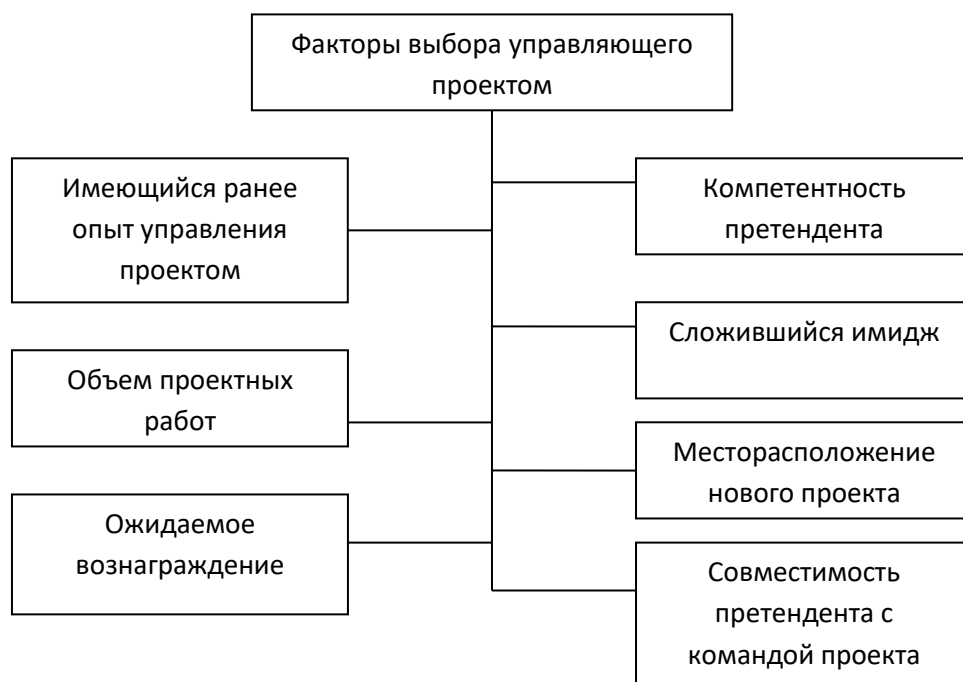 Факторы выбора управляющего
проектом
Имеющийся ранее
опыт управления
проектом
Компетентность
претендента
Сложившийся имидж
Объем проектных
работ
Месторасположение
нового проекта
Ожидаемое
вознаграждение
Совместимость
претендента с
командой проекта